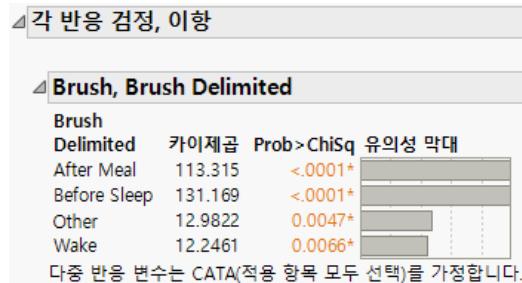 각 반응 검정, 이항
Brush, Brush Delimited
Brush
Delimited 카이제곱 Prob>ChiSq 유의성 막대
After Meal 113.315 <.0001*
Before Sleep 131.169 <.0001*
Other 12.9822 0.0047*
Wake 12.2461 0.0066*
다중 반응 변수는 CATA(적용 항목 모두 선택)를 가정합니다.